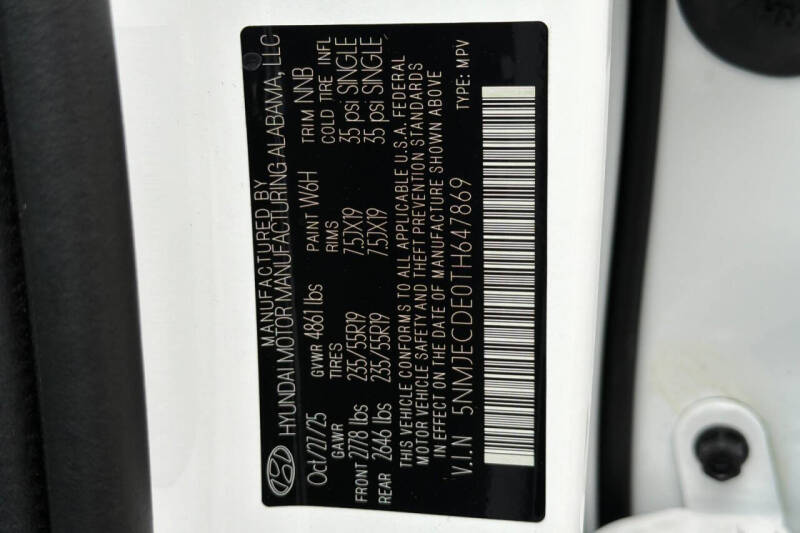 MANUFACTURED BY
HYUNDAI MOTOR MANUFACTURING ALABAMA, LLC
Oct/27/25 GVWR 4861 lbs PAINT W6H TRIM NNB
GAWR TIRES RIMS COLD TIRE INFL
FRONT 2778 lbs 235/55R19 7.5JX19 35 psi SINGLE
REAR 2646 lbs 235/55R19 7.5JX19 35 psi SINGLE
THIS VEHICLE CONFORMS TO ALL APPLICABLE U.S.A. FEDERAL
MOTOR VEHICLE SAFETY AND THEFT PREVENTION STANDARDS
IN EFFECT ON THE DATE OF MANUFACTURE SHOWN ABOVE
V.I.N 5NMJECDE0TH647869 TYPE: MPV